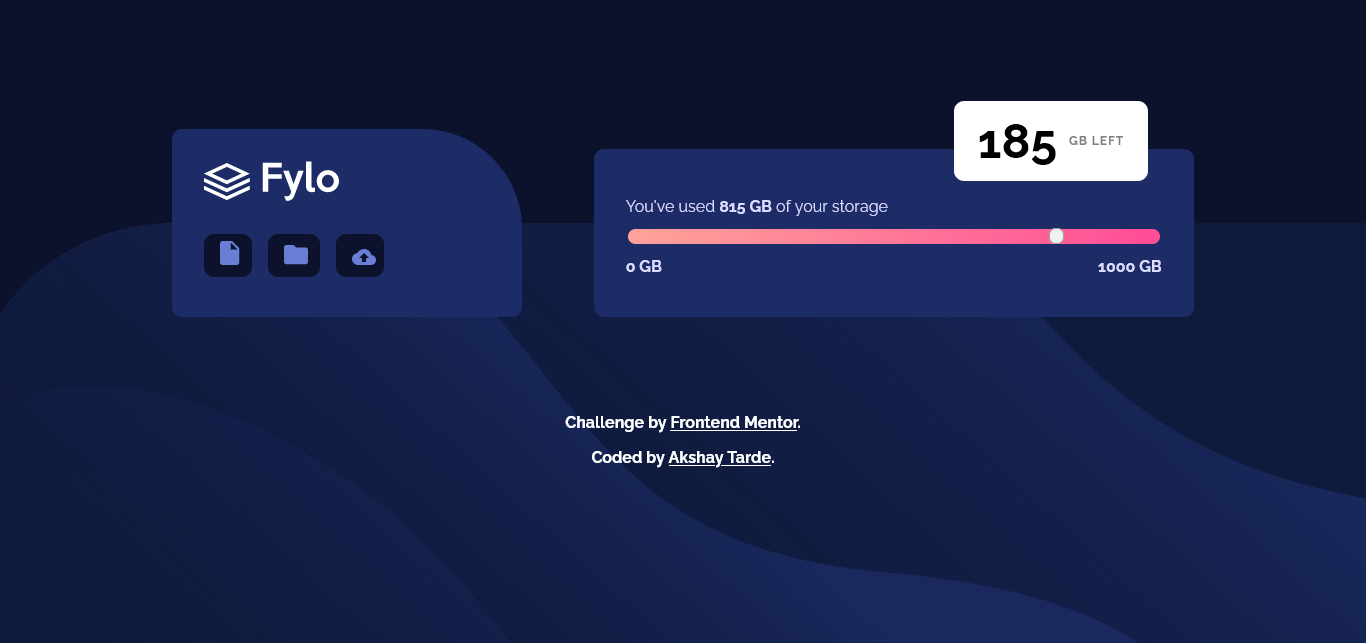 Fylo
185 GB LEFT
You've used 815 GB of your storage
0 GB 1000 GB
Challenge by Frontend Mentor.
Coded by Akshay Tarde.